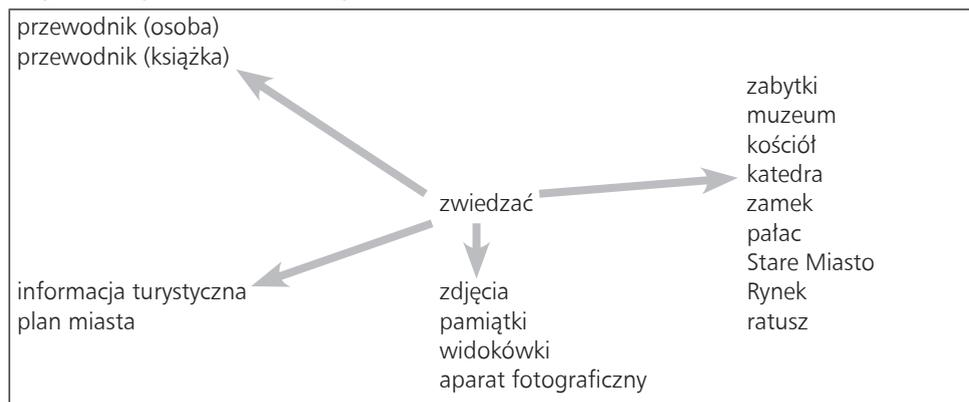 przewodnik (osoba)
przewodnik (książka)
zwiedzać
zabytki
muzeum
kościół
katedra
zamek
pałac
Stare Miasto
Rynek
ratusz
informacja turystyczna
plan miasta
zdjęcia
pamiątki
widokówki
aparat fotograficzny